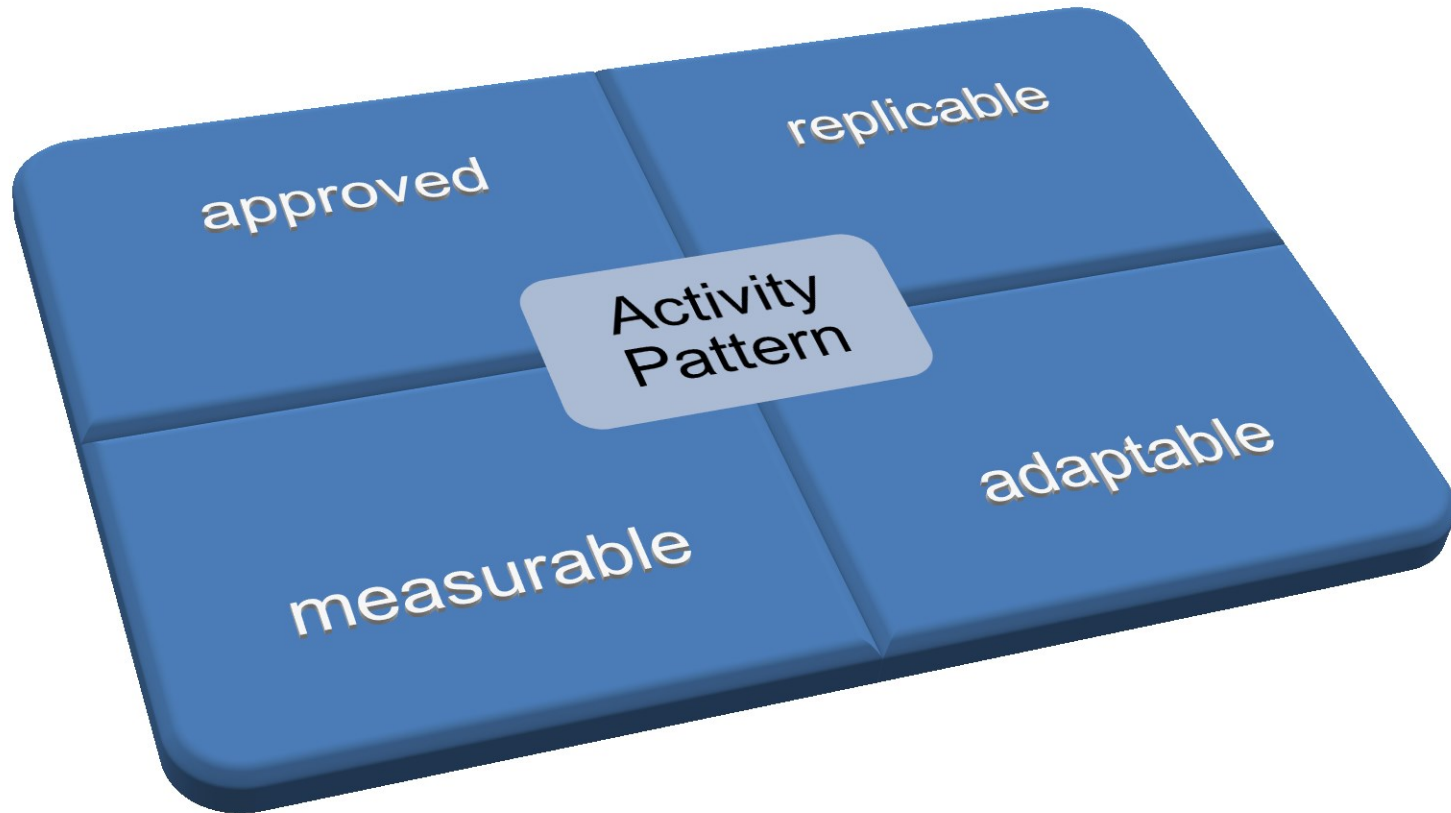 approved
replicable
Activity
Pattern
measurable
adaptable